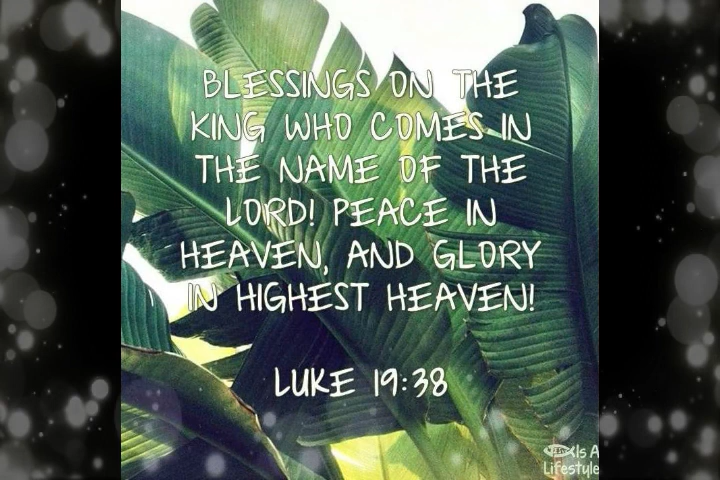 BLESSINGS ON THE
KING WHO COMES IN
THE NAME OF THE
LORD! PEACE IN
HEAVEN, AND GLORY
IN HIGHEST HEAVEN!
LUKE 19:38
Is A
Lifestyle